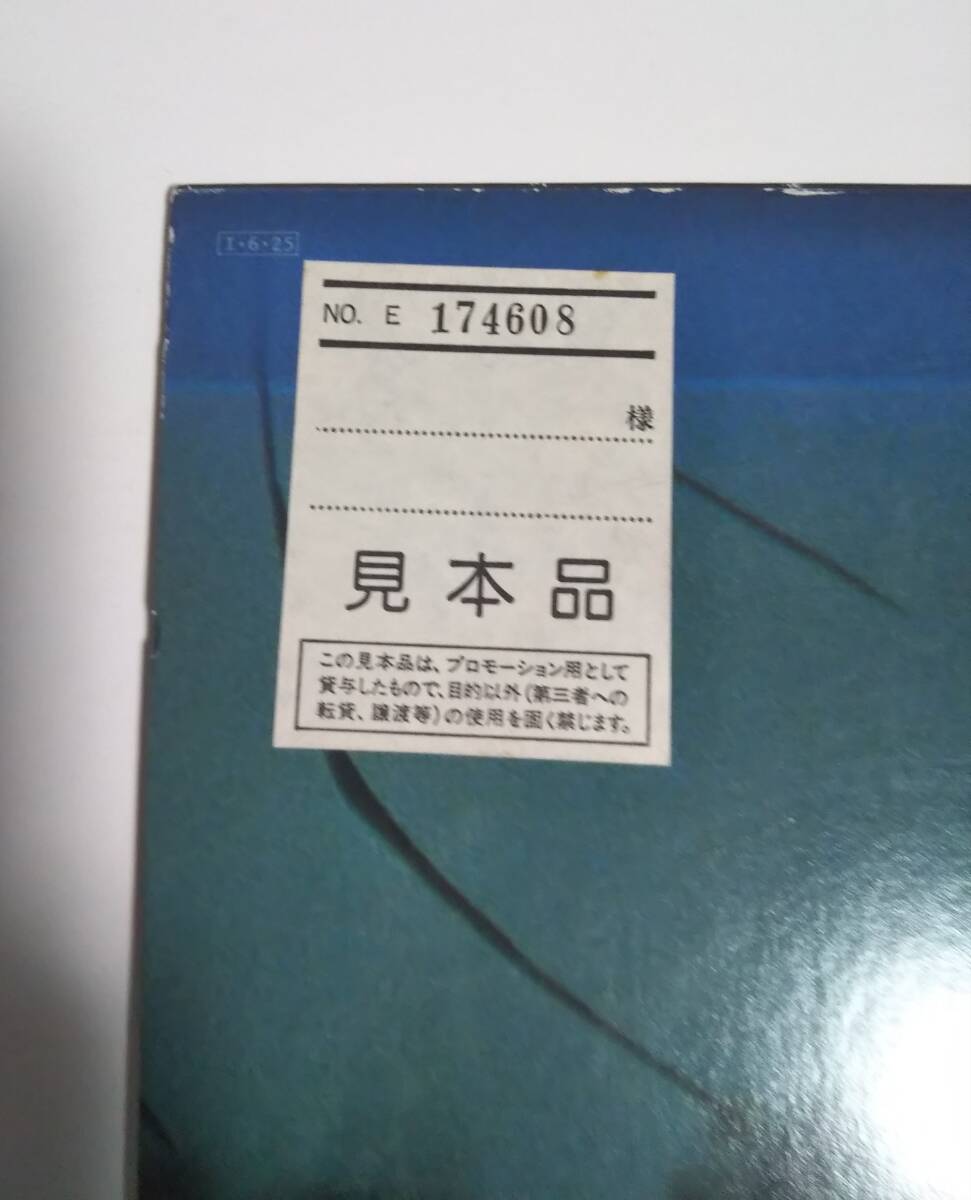 I・6・25
NO. E 174608
様
見本品
この見本品は、プロモーション用として
貸与したもので、目的以外(第三者への
転貸、譲渡等)の使用を固く禁じます。